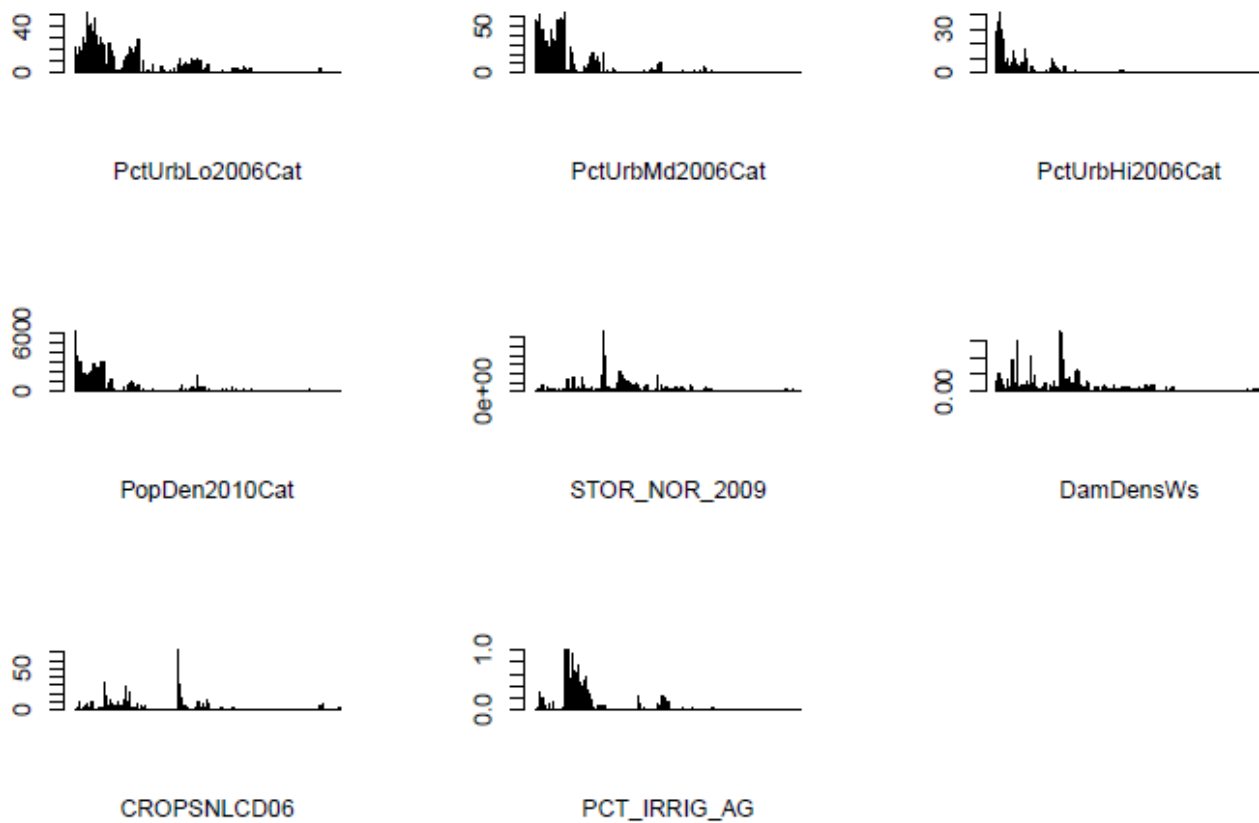 40
20
0
PctUrbLo2006Cat
50
0
PctUrbMd2006Cat
30
0
PctUrbHi2006Cat
6000
0
PopDen2010Cat
0e+00
STOR_NOR_2009
0.00
DamDensWs
50
0
CROPSNLCD06
1.0
0.0
PCT_IRRIG_AG